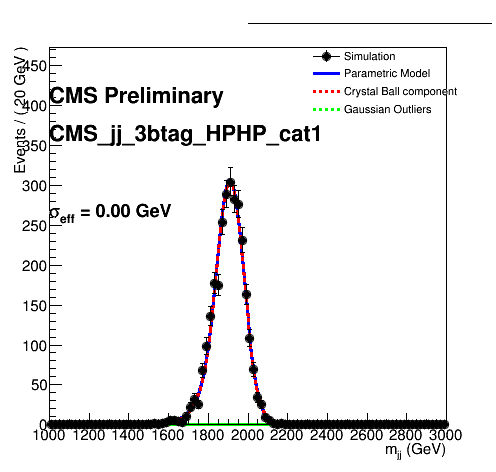 Simulation
Parametric Model
Crystal Ball component
Gaussian Outliers
CMS Preliminary
CMS_jj_3btag_HPHP_cat1
σeff = 0.00 GeV
Events / ( 20 GeV )
450
400
350
300
250
200
150
100
50
0
1000 1200 1400 1600 1800 2000 2200 2400 2600 2800 3000
mjj (GeV)